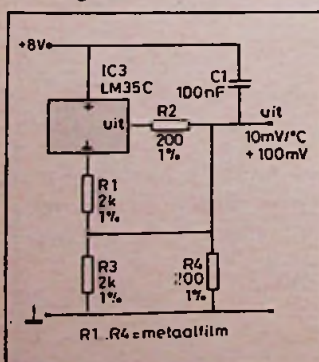 +8V
IC3
LM35C
+
uit
⊥
C1
100nF
R2
200
1%
uit
10mV/°C
+100mV
R1
2k
1%
R3
2k
1%
R4
200
1%
R1..R4=metaalfilm